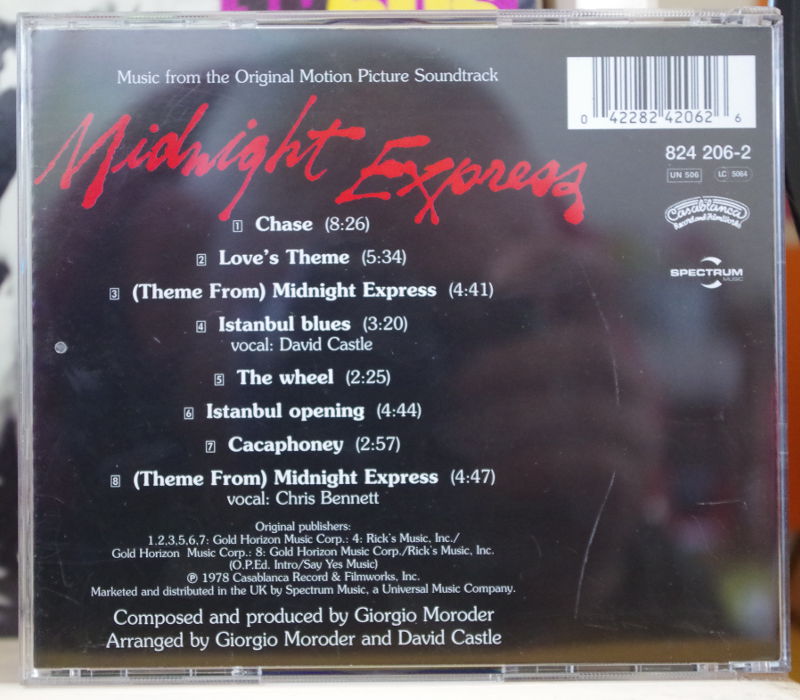 Music from the Original Motion Picture Soundtrack
Midnight Express
0 42282 42062 6
824 206-2
UN 506 LC 5064
Casablanca
Record and FilmWorks
SPECTRUM
MUSIC
1 Chase (8:26)
2 Love's Theme (5:34)
3 (Theme From) Midnight Express (4:41)
4 Istanbul blues (3:20)
vocal: David Castle
5 The wheel (2:25)
6 Istanbul opening (4:44)
7 Cacaphoney (2:57)
8 (Theme From) Midnight Express (4:47)
vocal: Chris Bennett
Original publishers:
1.2,3,5,6,7: Gold Horizon Music Corp.: 4: Rick's Music, Inc./
Gold Horizon Music Corp.: 8: Gold Horizon Music Corp./Rick's Music, Inc.
(O.P.Ed. Intro/Say Yes Music)
℗ 1978 Casablanca Record & Filmworks, Inc.
Marketed and distributed in the UK by Spectrum Music, a Universal Music Company.
Composed and produced by Giorgio Moroder
Arranged by Giorgio Moroder and David Castle